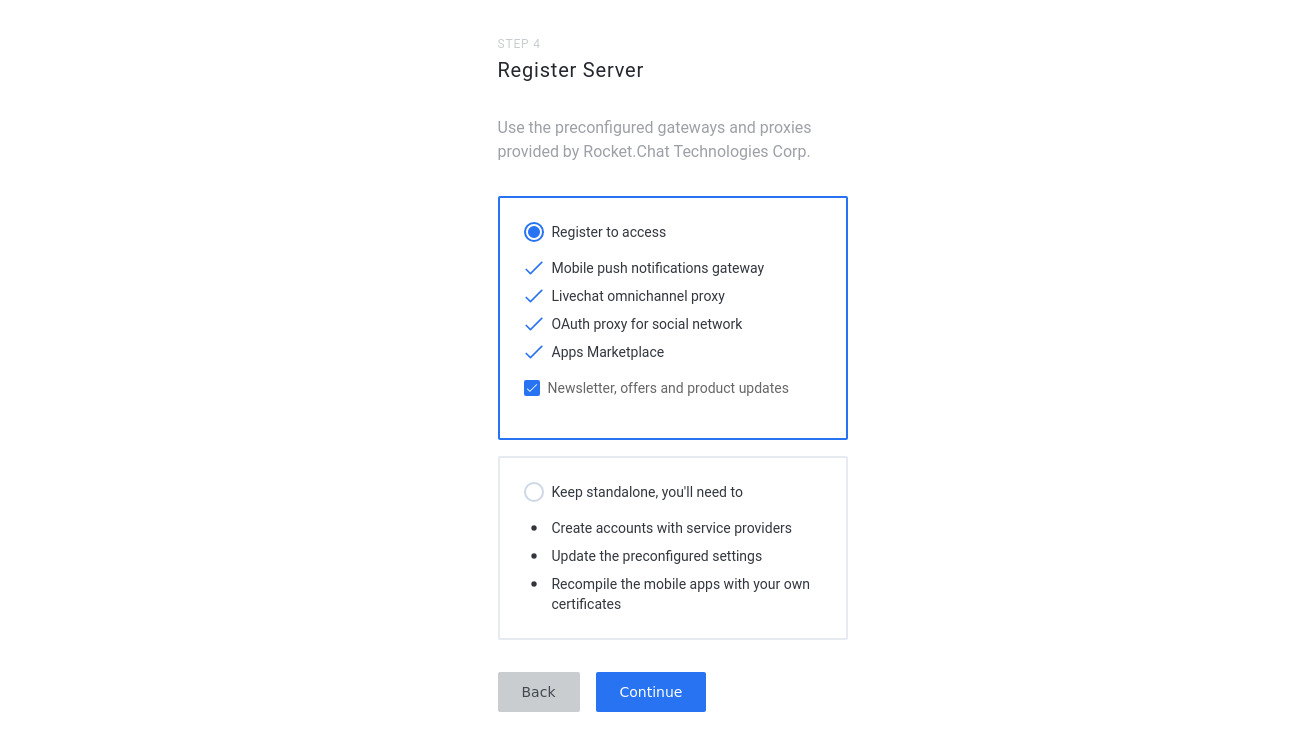 STEP 4
Register Server
Use the preconfigured gateways and proxies
provided by Rocket.Chat Technologies Corp.
Register to access
Mobile push notifications gateway
Livechat omnichannel proxy
OAuth proxy for social network
Apps Marketplace
Newsletter, offers and product updates
Keep standalone, you'll need to
Create accounts with service providers
Update the preconfigured settings
Recompile the mobile apps with your own
certificates
Back
Continue